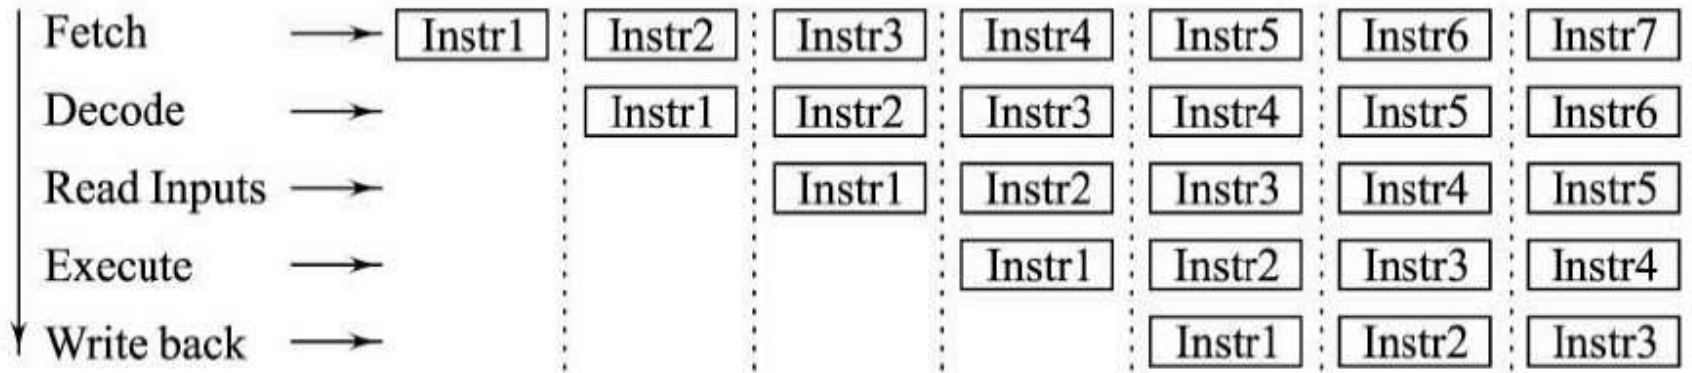 Fetch Instr1 Instr2 Instr3 Instr4 Instr5 Instr6 Instr7
Decode Instr1 Instr2 Instr3 Instr4 Instr5 Instr6
Read Inputs Instr1 Instr2 Instr3 Instr4 Instr5
Execute Instr1 Instr2 Instr3 Instr4
Write back Instr1 Instr2 Instr3